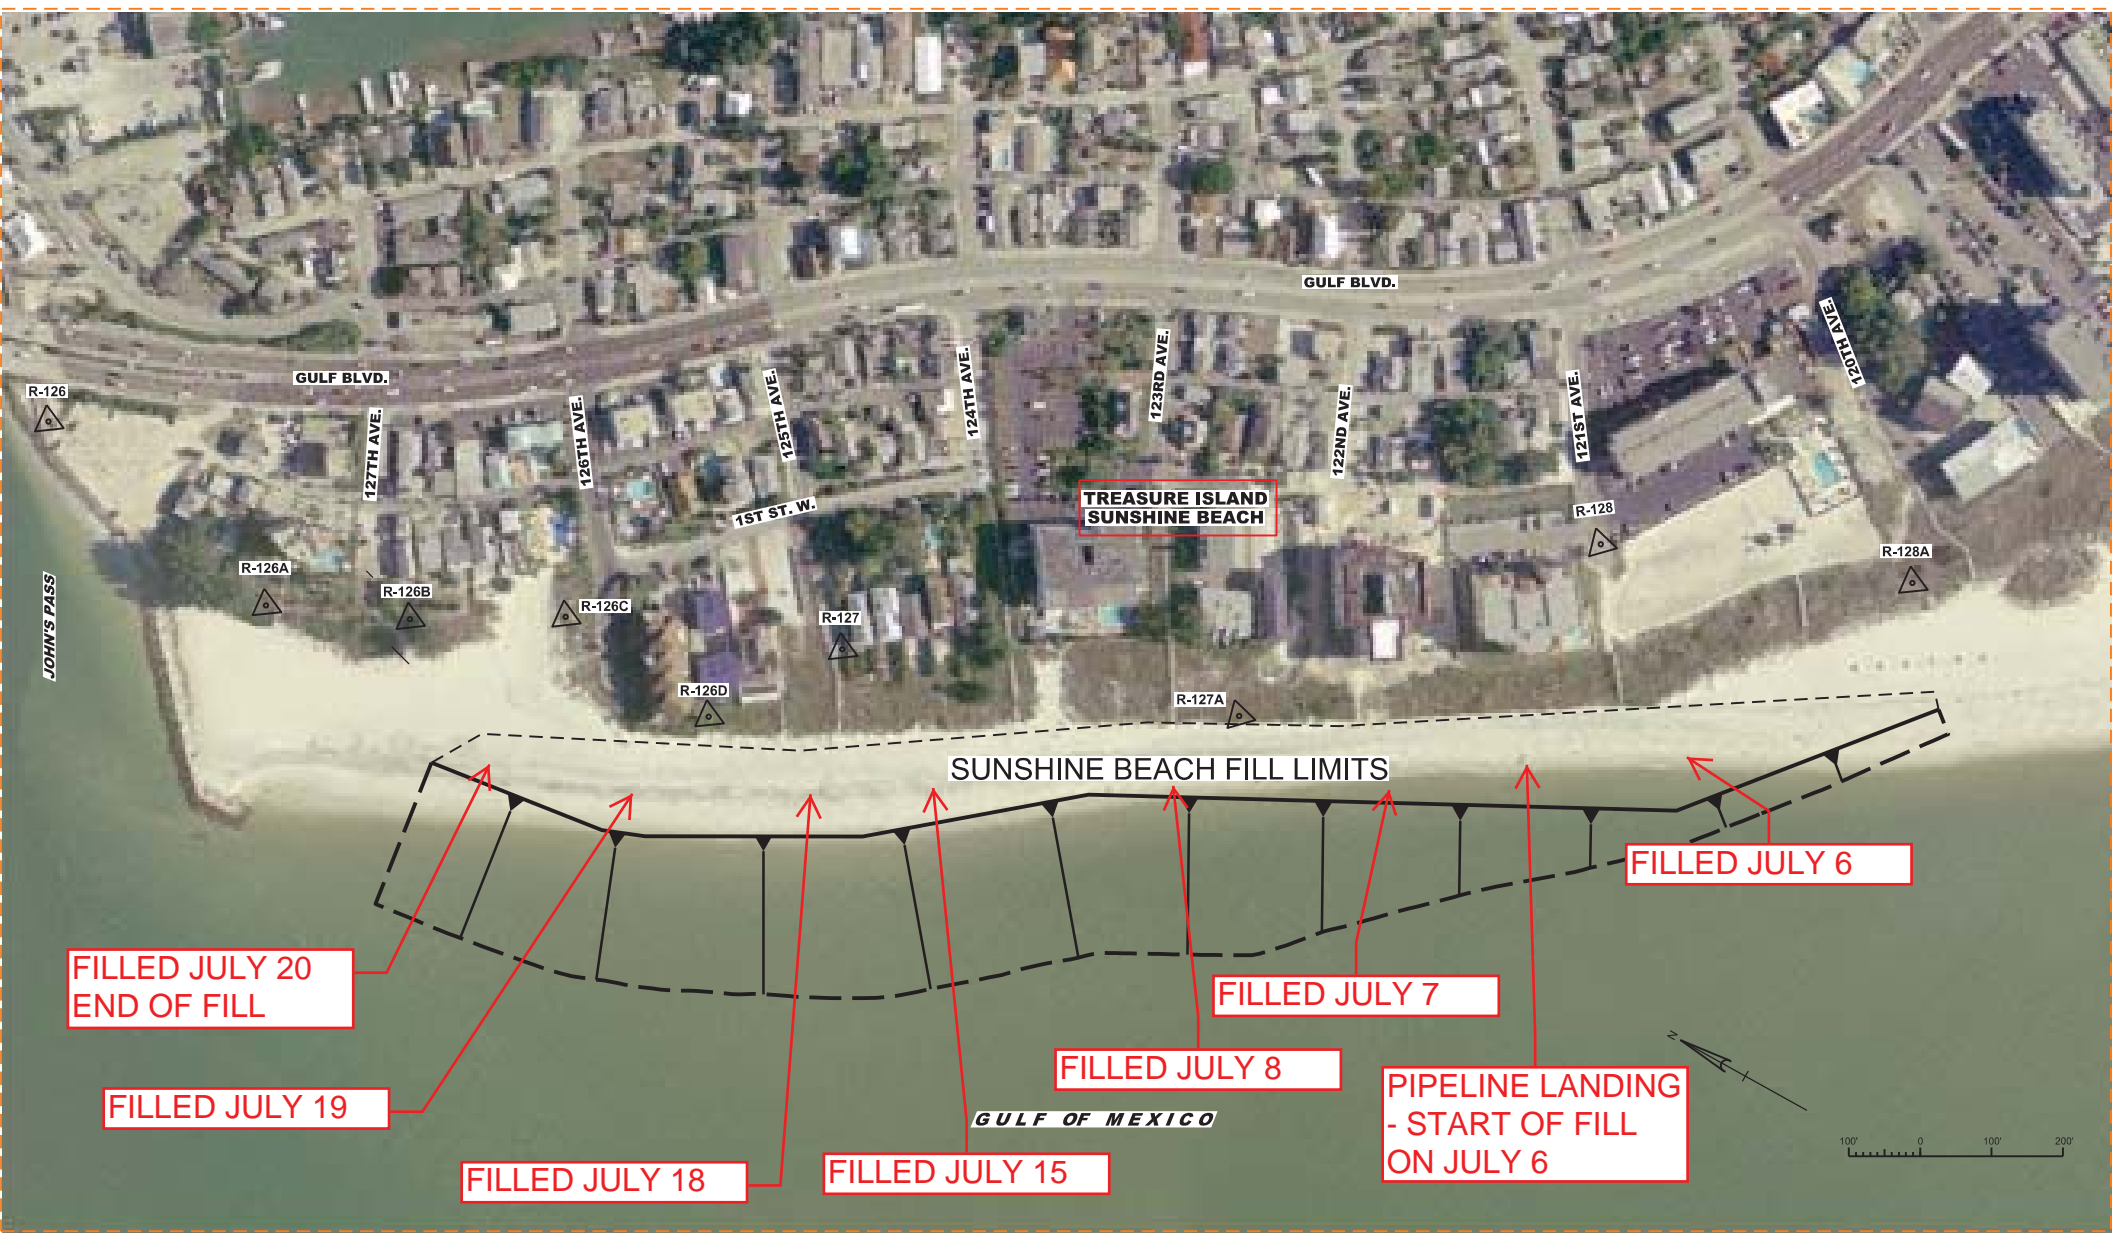 GULF BLVD.
120TH AVE.
123RD AVE.
124TH AVE.
GULF BLVD.
125TH AVE.
R-126
121ST AVE.
122ND AVE.
126TH AVE.
127TH AVE.
TREASURE ISLAND
SUNSHINE BEACH
1ST ST. W.
R-128
R-128A
R-126A
R-126B
R-126C
JOHN'S PASS
R-127
R-126D
R-127A
SUNSHINE BEACH FILL LIMITS
FILLED JULY 6
FILLED JULY 20
END OF FILL
FILLED JULY 7
FILLED JULY 8
N
PIPELINE LANDING
- START OF FILL
ON JULY 6
FILLED JULY 19
GULF OF MEXICO
100' 0 100' 200'
FILLED JULY 18
FILLED JULY 15